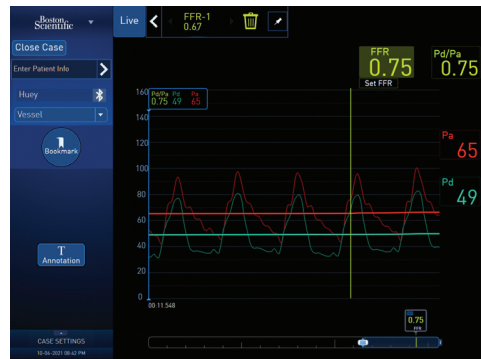 Boston
Scientific
Live
FFR-1
0.67
Close Case
Enter Patient Info
Huey
Vessel
Bookmark
T
Annotation
CASE SETTINGS
10-04-2021 08:42 PM
FFR
0.75
Set FFR
Pd/Pa
0.75
Pa
65
Pd
49
Pd/Pa Pd Pa
0.75 49 65
160
140
120
100
80
60
40
20
0
00:11:548
0.75
FFR